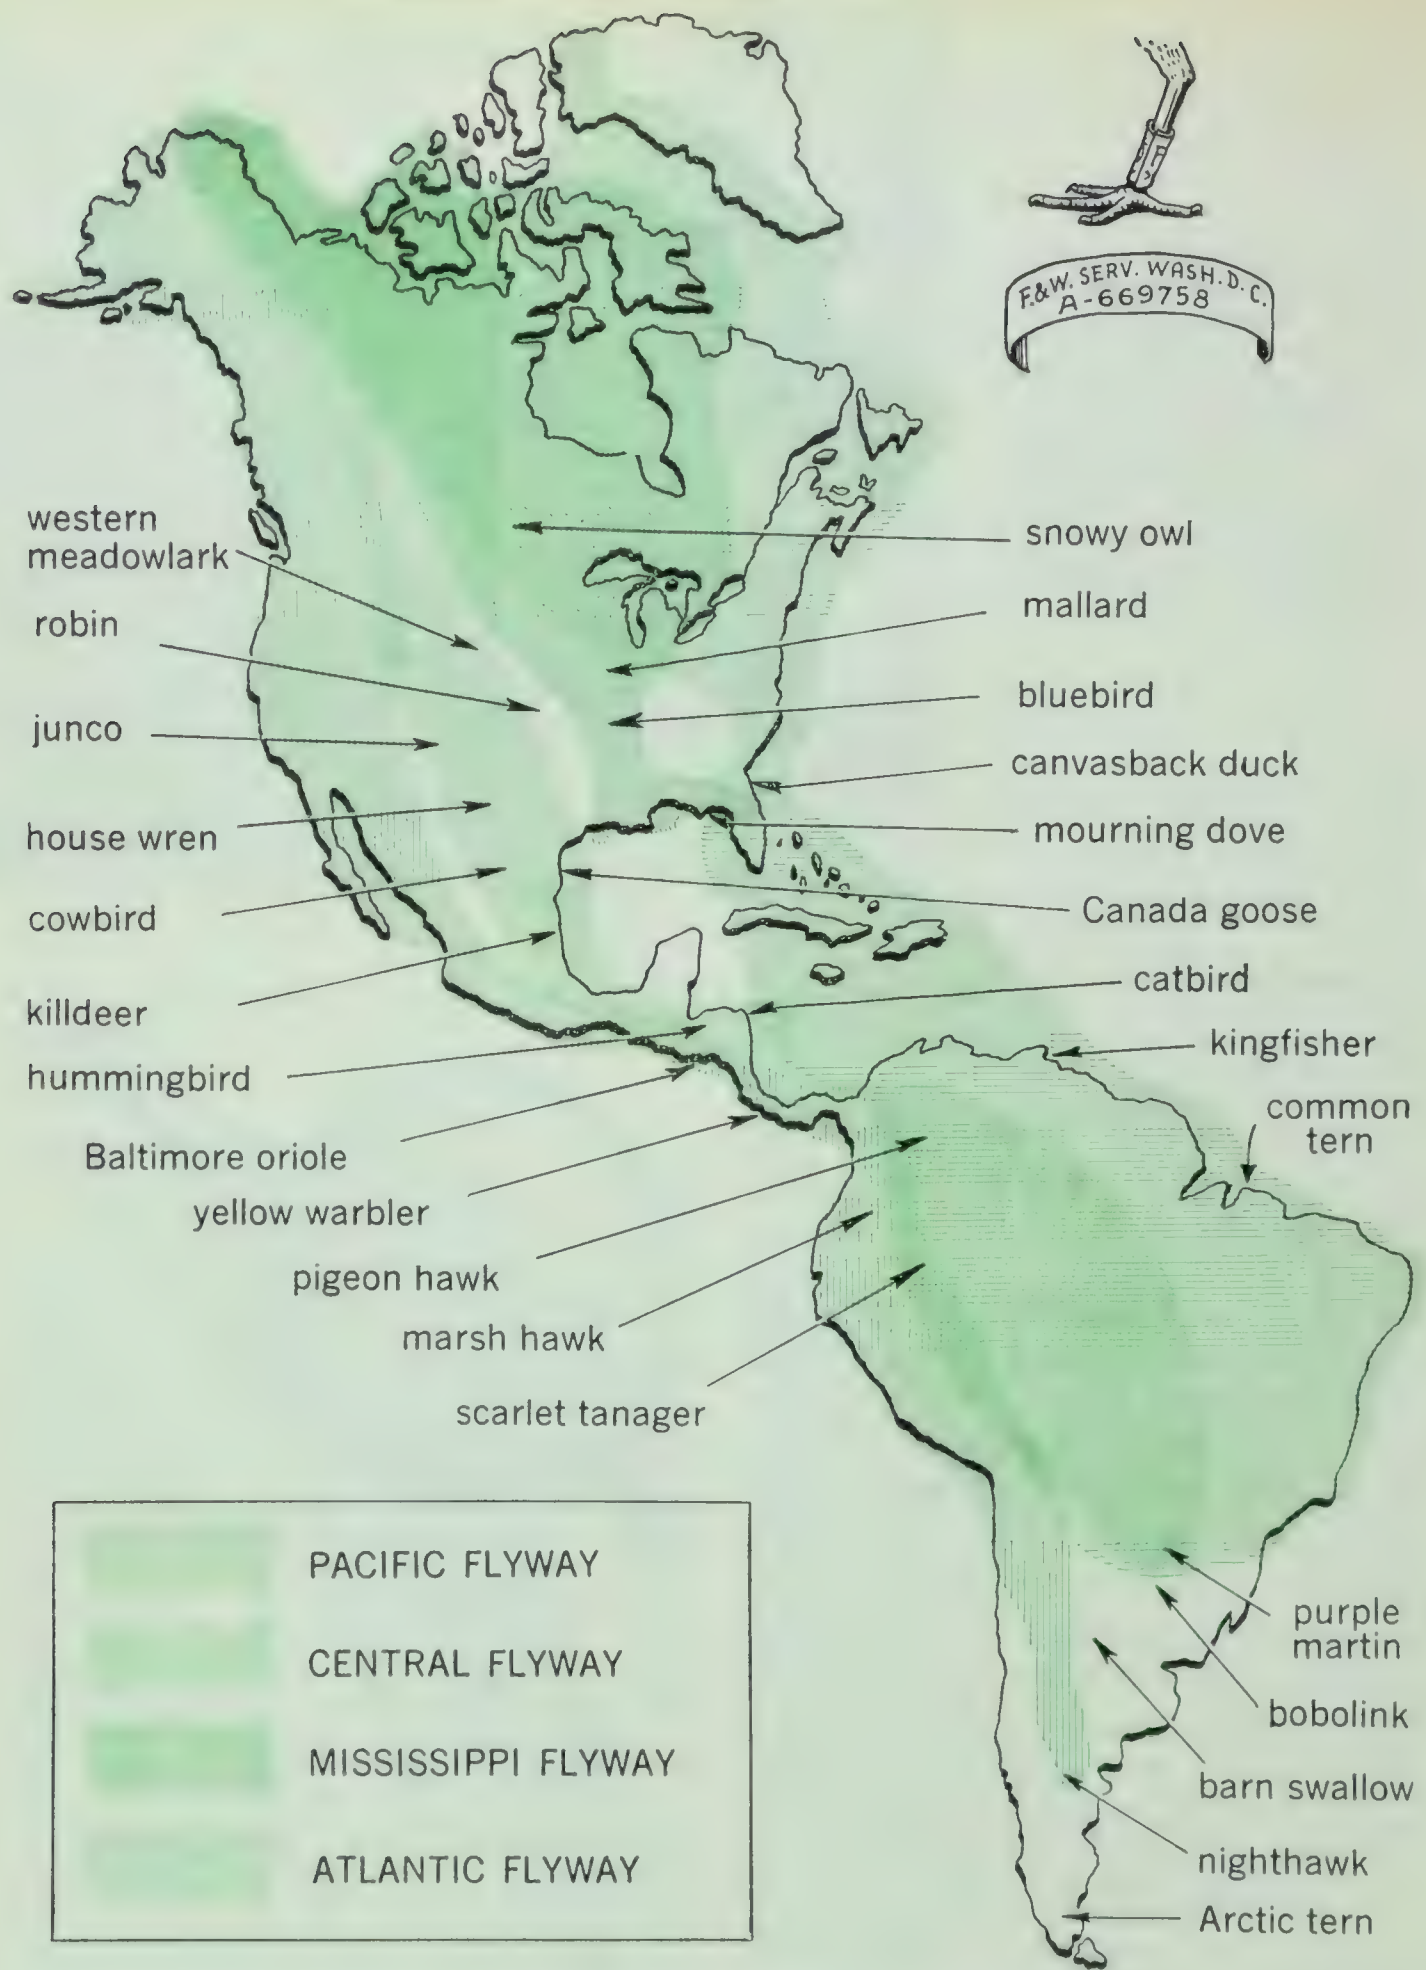 F.&W. SERV. WASH. D. C.
A-669758
western
meadowlark
robin
junco
house wren
cowbird
killdeer
hummingbird
Baltimore oriole
yellow warbler
pigeon hawk
marsh hawk
scarlet tanager
snowy owl
mallard
bluebird
canvasback duck
mourning dove
Canada goose
catbird
kingfisher
common
tern
purple
martin
bobolink
barn swallow
nighthawk
Arctic tern
PACIFIC FLYWAY
CENTRAL FLYWAY
MISSISSIPPI FLYWAY
ATLANTIC FLYWAY